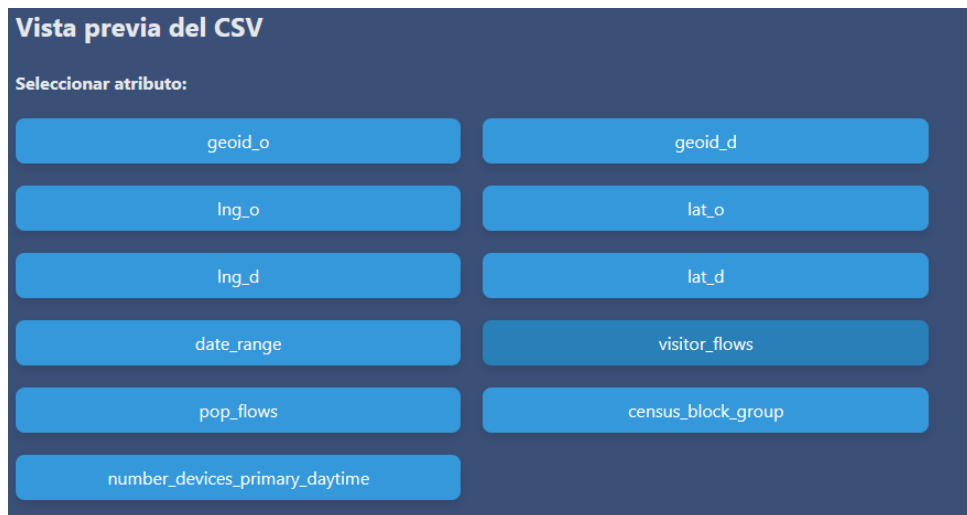 Vista previa del CSV
Seleccionar atributo:
geoid_o
geoid_d
lng_o
lat_o
lng_d
lat_d
date_range
visitor_flows
pop_flows
census_block_group
number_devices_primary_daytime